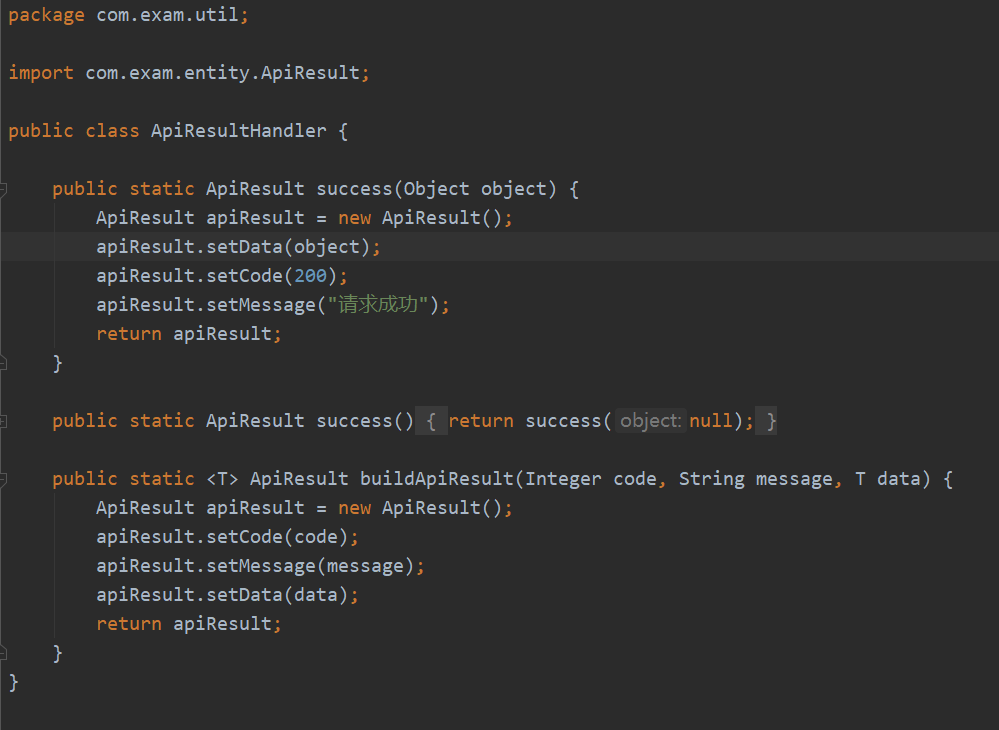 package com.exam.util;
import com.exam.entity.ApiResult;
public class ApiResultHandler {
public static ApiResult success(Object object) {
ApiResult apiResult = new ApiResult();
apiResult.setData(object);
apiResult.setCode(200);
apiResult.setMessage("请求成功");
return apiResult;
}
public static ApiResult success() { return success( object: null); }
public static <T> ApiResult buildApiResult(Integer code, String message, T data) {
ApiResult apiResult = new ApiResult();
apiResult.setCode(code);
apiResult.setMessage(message);
apiResult.setData(data);
return apiResult;
}
}